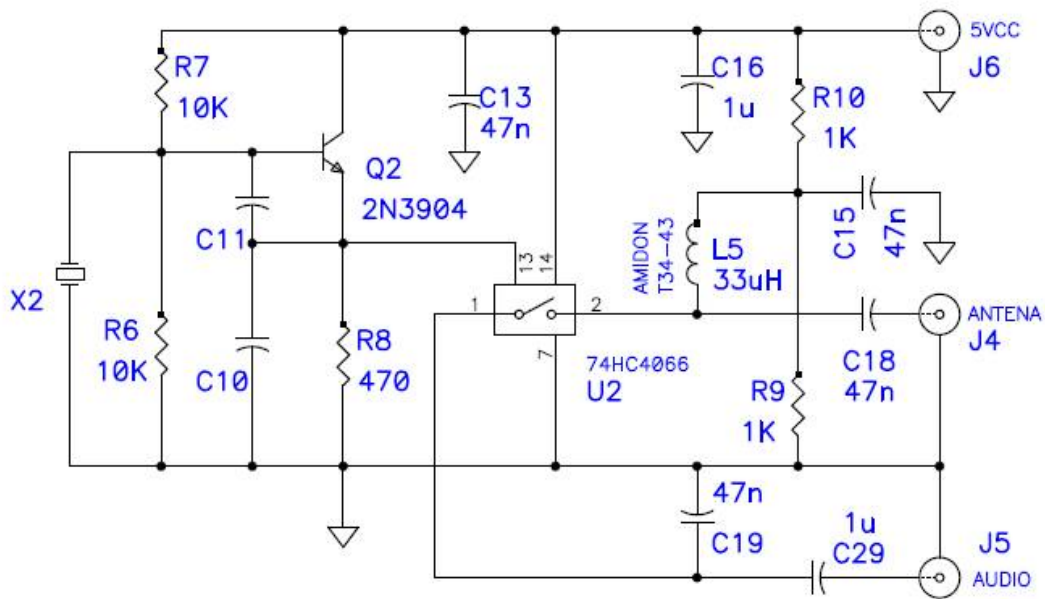 R7
10K
C13
47n
C16
1u
R10
1K
5VCC
J6
Q2
2N3904
C11
13
14
AMIDON
T34-43
L5
33uH
C15
47n
X2
1
2
ANTENA
J4
R6
10K
C10
R8
470
7
74HC4066
U2
C18
47n
R9
1K
47n
C19
1u
C29
J5
AUDIO